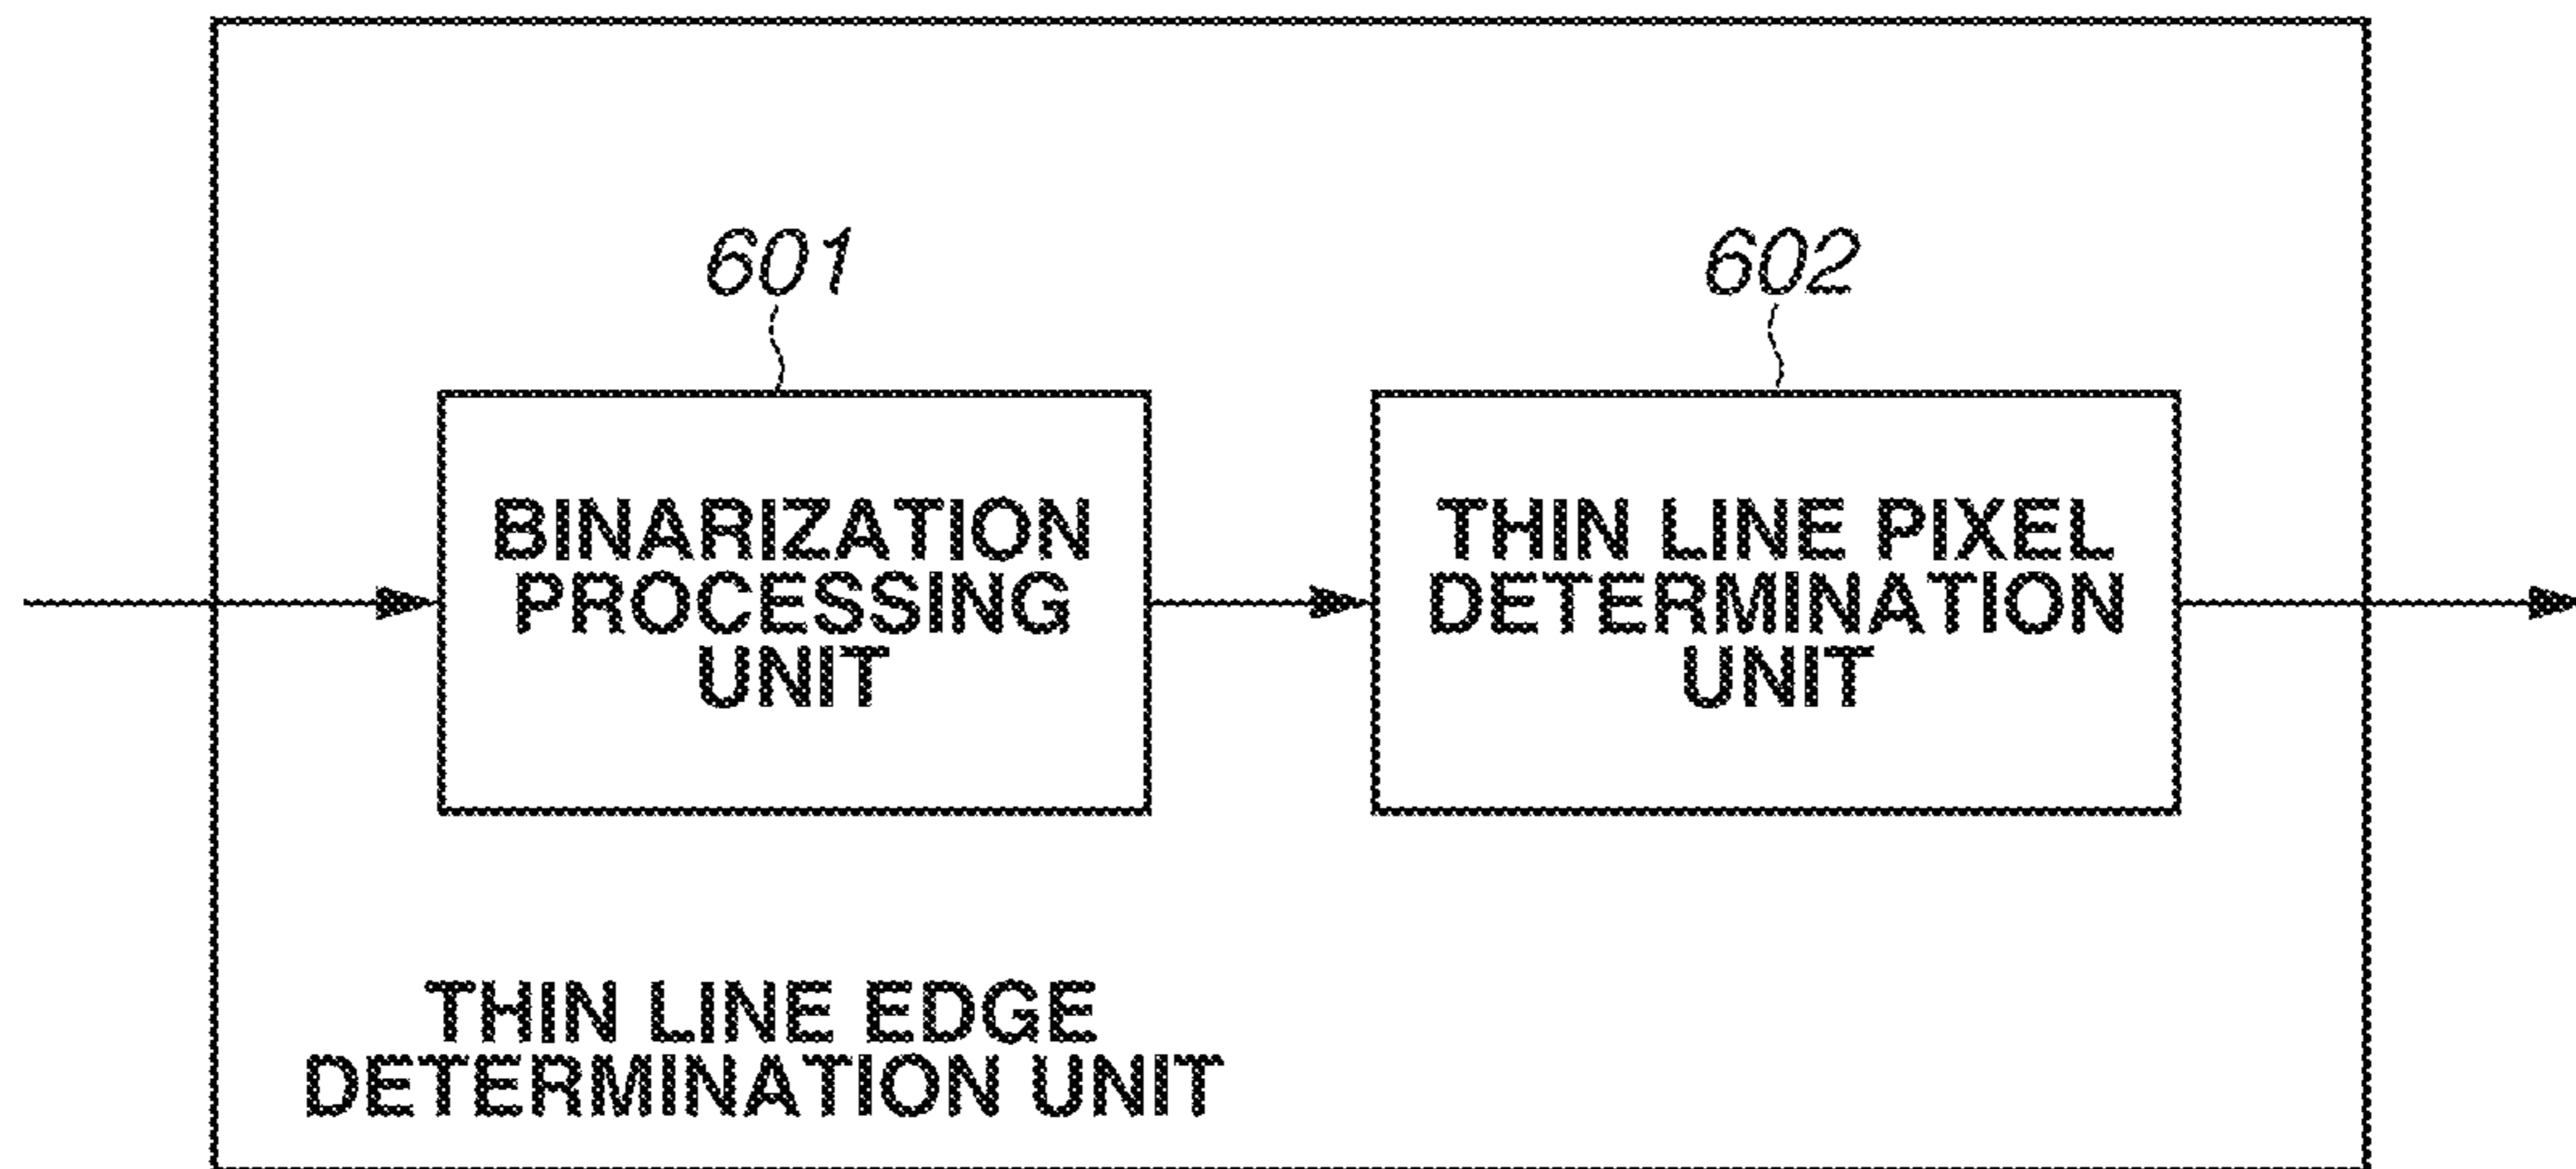 601
602
BINARIZATION
PROCESSING
UNIT
THIN LINE PIXEL
DETERMINATION
UNIT
THIN LINE EDGE
DETERMINATION UNIT